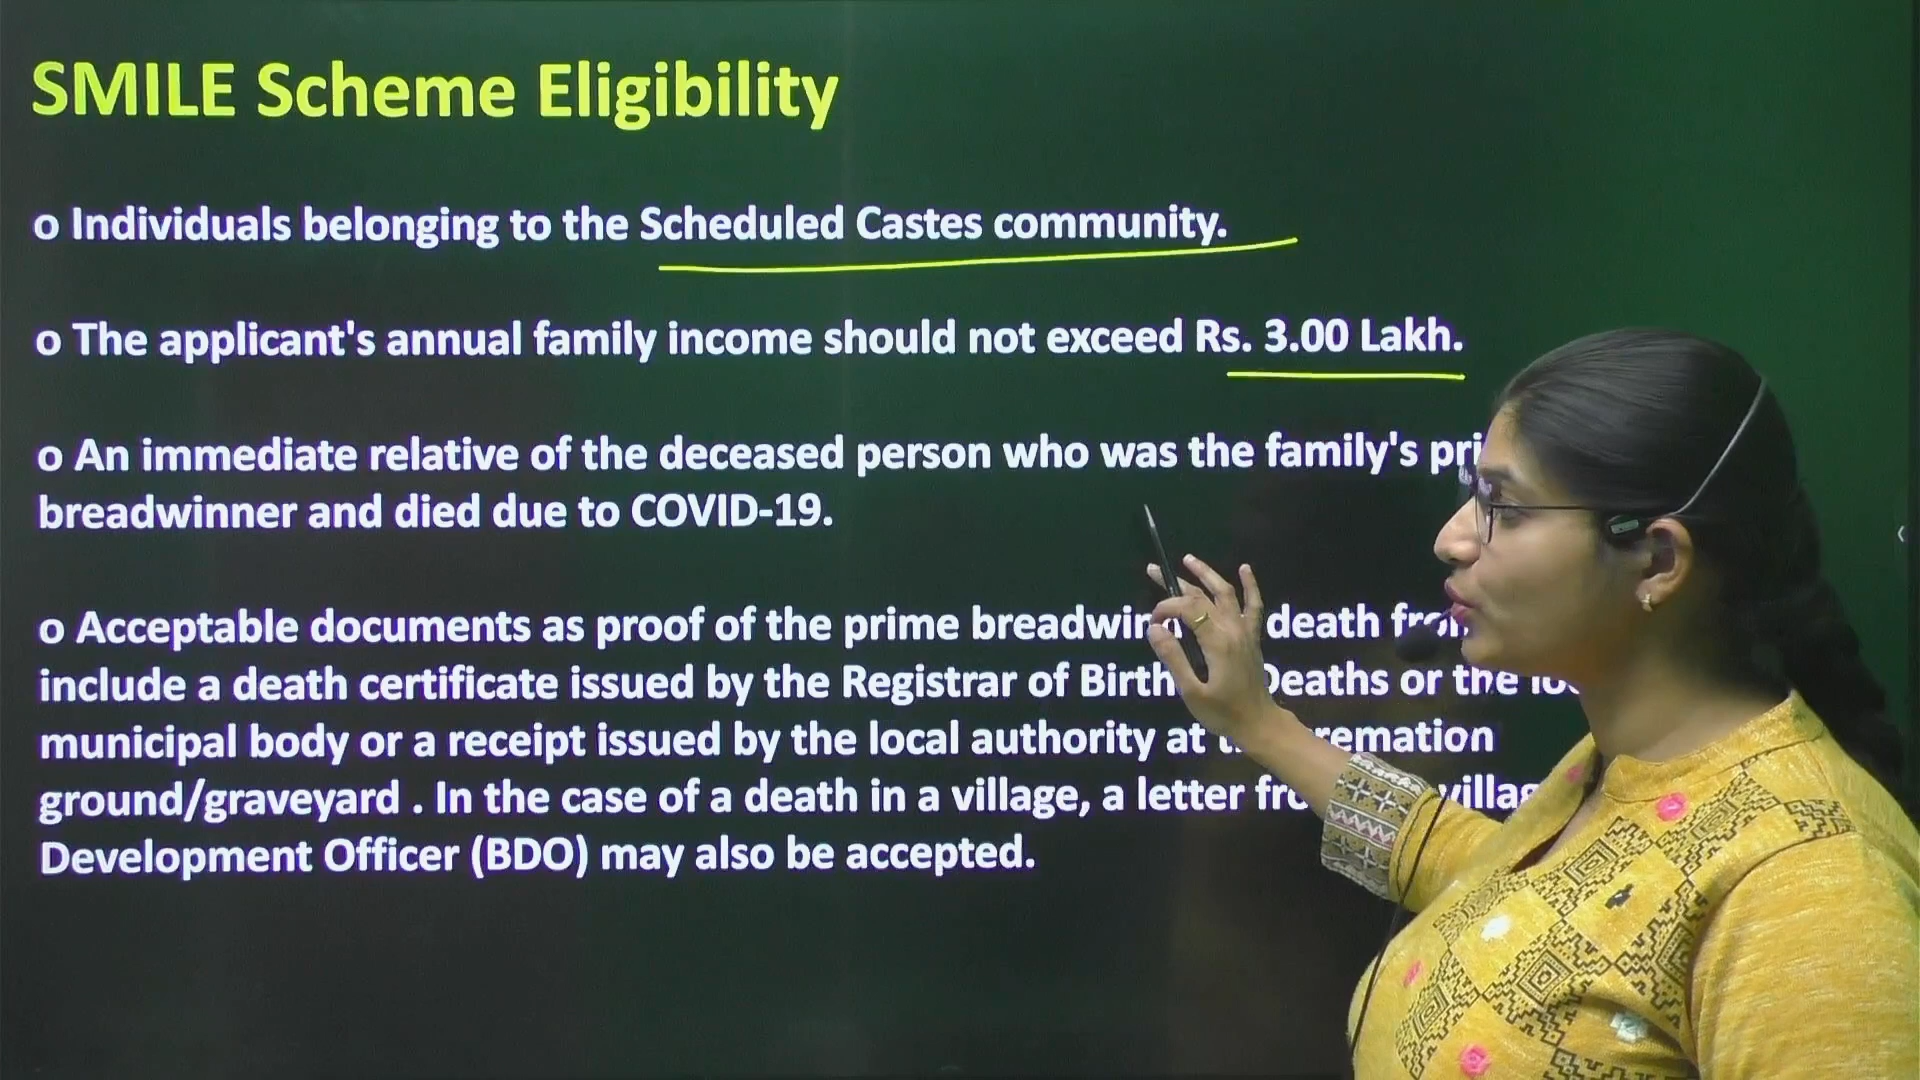 SMILE Scheme Eligibility
o Individuals belonging to the Scheduled Castes community.
o The applicant's annual family income should not exceed Rs. 3.00 Lakh.
o An immediate relative of the deceased person who was the family's
breadwinner and died due to COVID-19.
o Acceptable documents as proof of the prime death
include a death certificate issued by the Registrar of Deaths or the
municipal body or a receipt issued by the local authority at
ground/graveyard . In the case of a death in a village, a letter
Development Officer (BDO) may also be accepted.